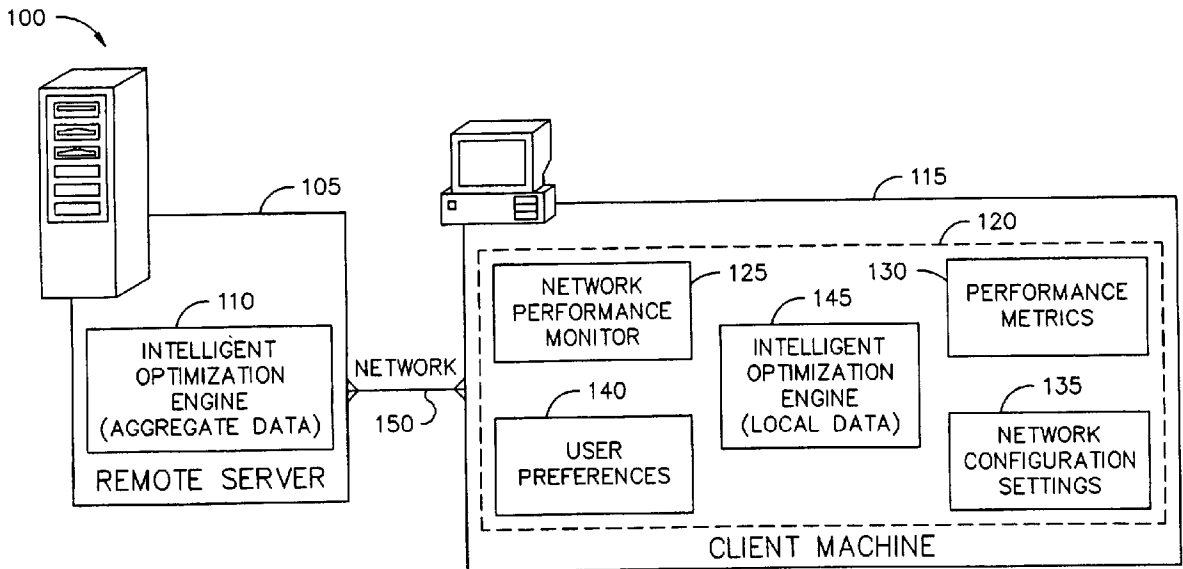 100
105
110
INTELLIGENT
OPTIMIZATION
ENGINE
(AGGREGATE DATA)
REMOTE SERVER
NETWORK
150
115
120
125
NETWORK
PERFORMANCE
MONITOR
130
PERFORMANCE
METRICS
145
INTELLIGENT
OPTIMIZATION
ENGINE
(LOCAL DATA)
140
USER
PREFERENCES
135
NETWORK
CONFIGURATION
SETTINGS
CLIENT MACHINE